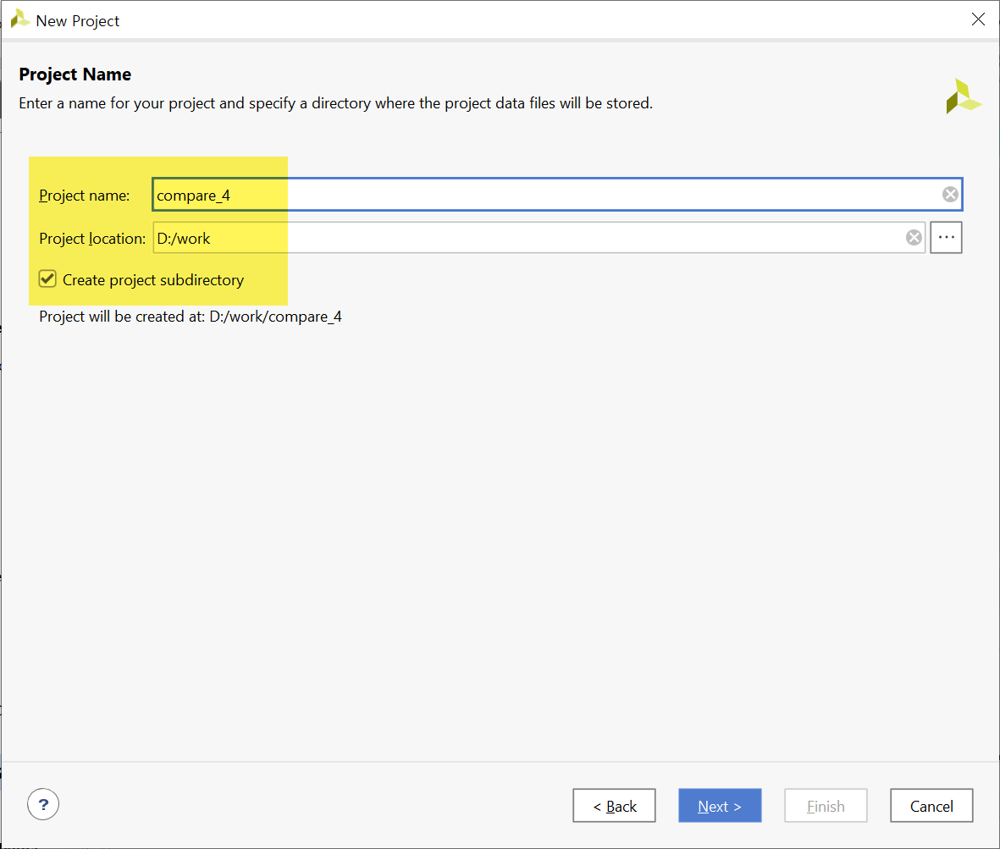 New Project
Project Name
Enter a name for your project and specify a directory where the project data files will be stored.
Project name: compare_4
Project location: D:/work
...
Create project subdirectory
Project will be created at: D:/work/compare_4
? < Back Next > Finish Cancel